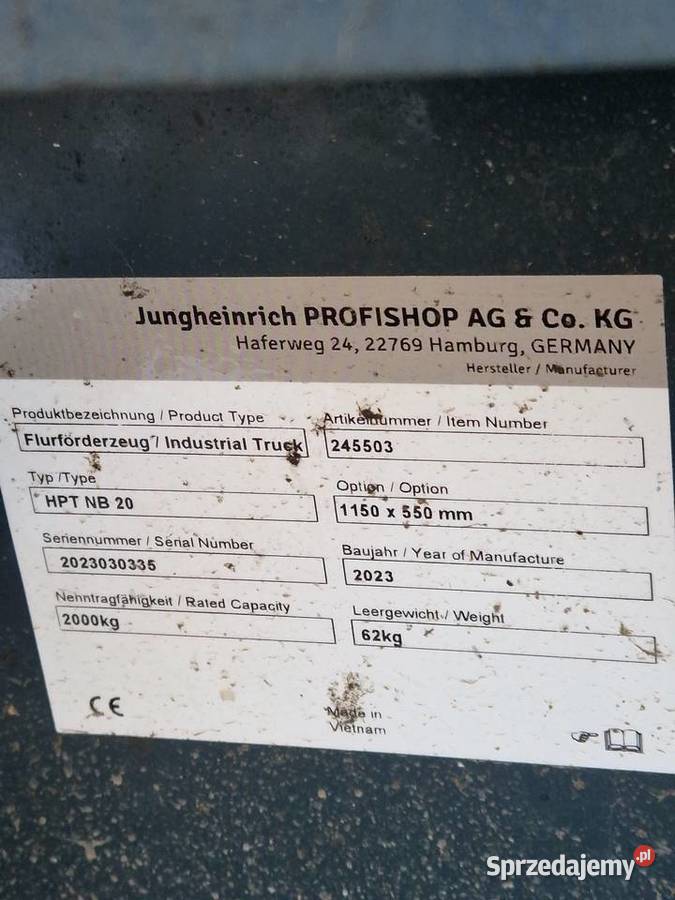 Jungheinrich PROFISHOP AG & Co. KG
Haferweg 24, 22769 Hamburg, GERMANY
Hersteller / Manufacturer
Produktbezeichnung / Product Type
Flurförderzeug / Industrial Truck
Artikelnummer / Item Number
245503
Typ /Type
HPT NB 20
Option / Option
1150 x 550 mm
Seriennummer / Serial Number
2023030335
Baujahr / Year of Manufacture
2023
Nenntragfähigkeit / Rated Capacity
2000kg
Leergewicht / Weight
62kg
CE
Made in
Vietnam
Sprzedajemy.pl